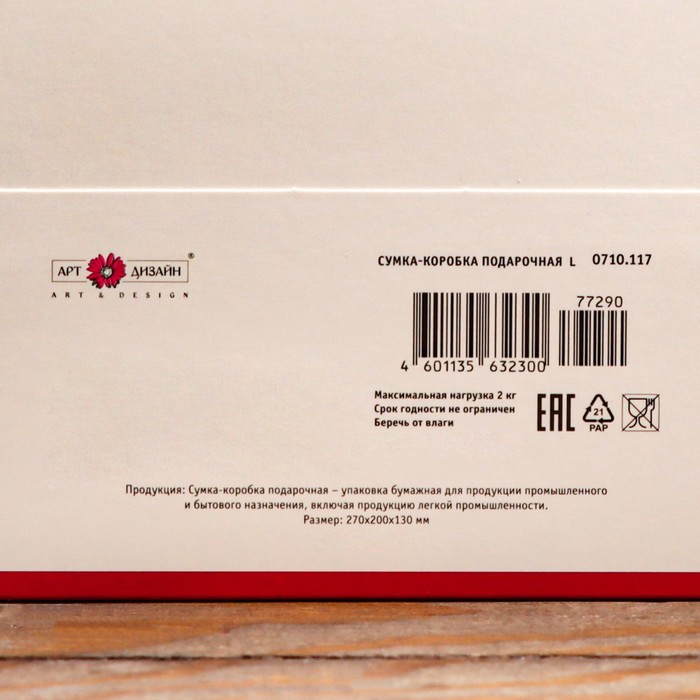 АРТ ДИЗАЙН ®
ART & DESIGN
СУМКА-КОРОБКА ПОДАРОЧНАЯ L 0710.117
77290
4 601135 632300
Максимальная нагрузка 2 кг
Срок годности не ограничен
Беречь от влаги
EAC
21
PAP
Продукция: Сумка-коробка подарочная – упаковка бумажная для продукции промышленного
и бытового назначения, включая продукцию легкой промышленности.
Размер: 270х200х130 мм